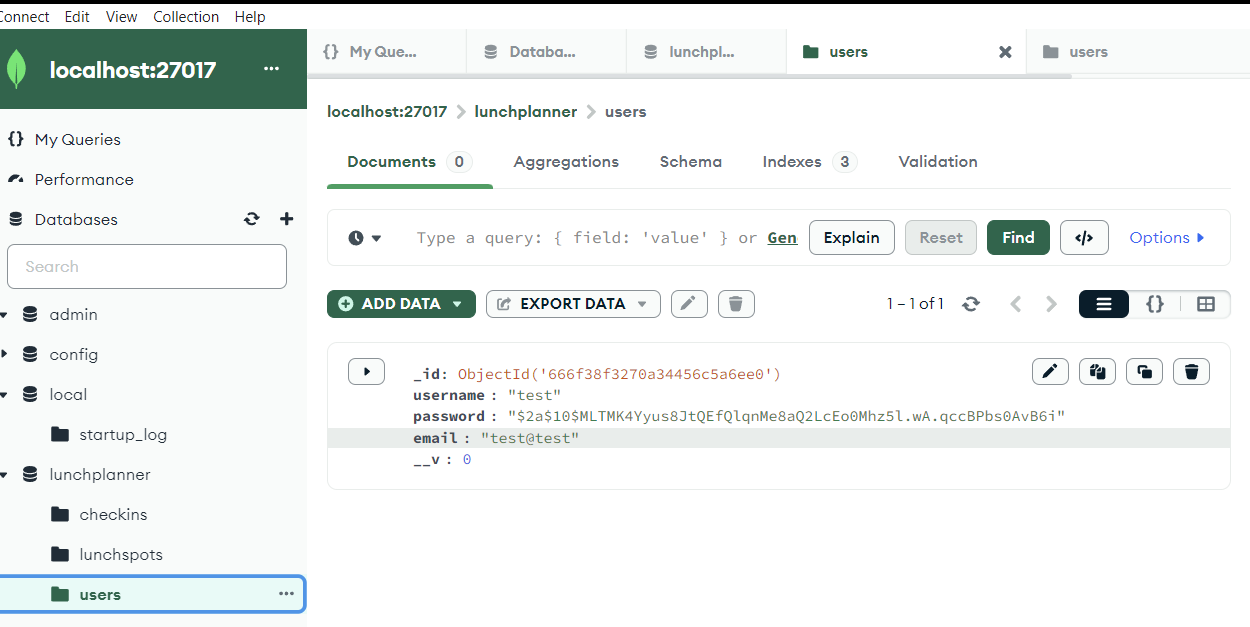 Connect Edit View Collection Help
localhost:27017 ...
{} My Que... Databa... lunchpl... users users
localhost:27017 > lunchplanner > users
{} My Queries
Performance
Databases
Search
admin
config
local
startup_log
lunchplanner
checkins
lunchspots
users ...
Documents 0 Aggregations Schema Indexes 3 Validation
Type a query: { field: 'value' } or Gen Explain Reset Find </> Options
ADD DATA EXPORT DATA 1 – 1 of 1 {}
_id: ObjectId('666f38f3270a34456c5a6ee0')
username : "test"
password : "$2a$10$MLTMK4Yyus8JtQEfQlqnMe8aQ2LcEo0Mhz5l.wA.qccBPbs0AvB6i"
email : "test@test"
__v : 0